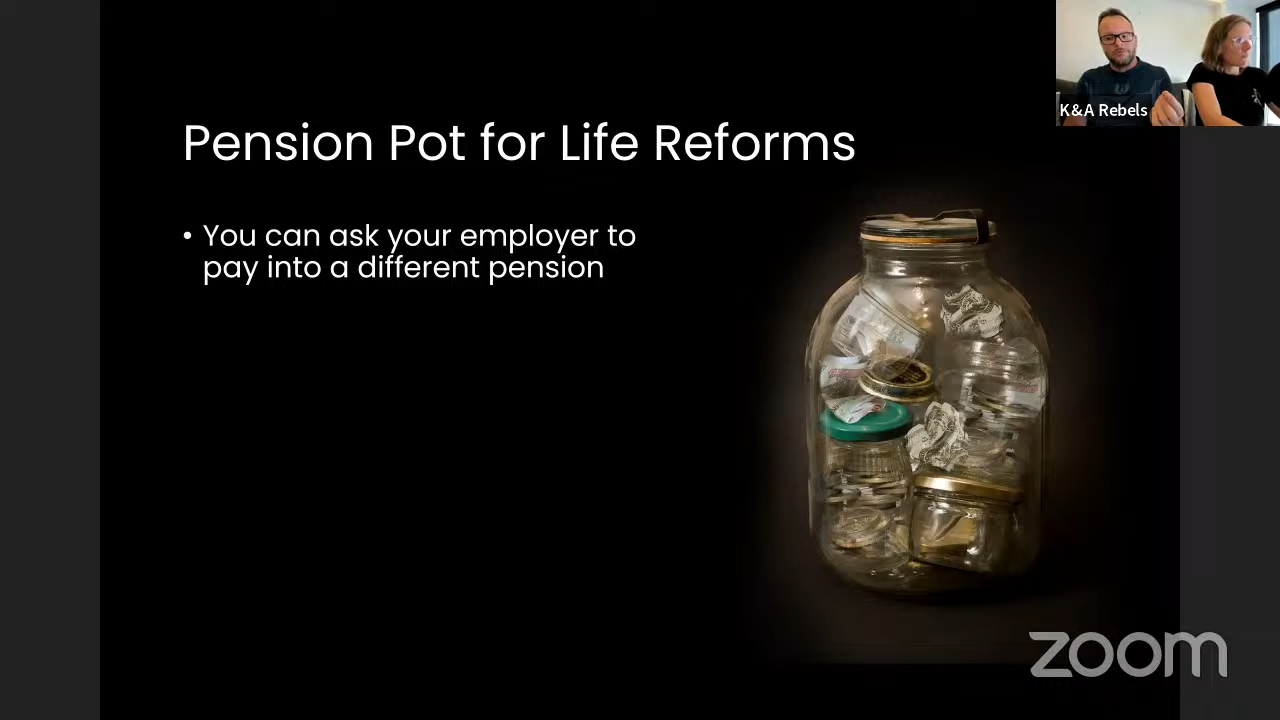 K&A Rebels
Pension Pot for Life Reforms
• You can ask your employer to
pay into a different pension
zoom